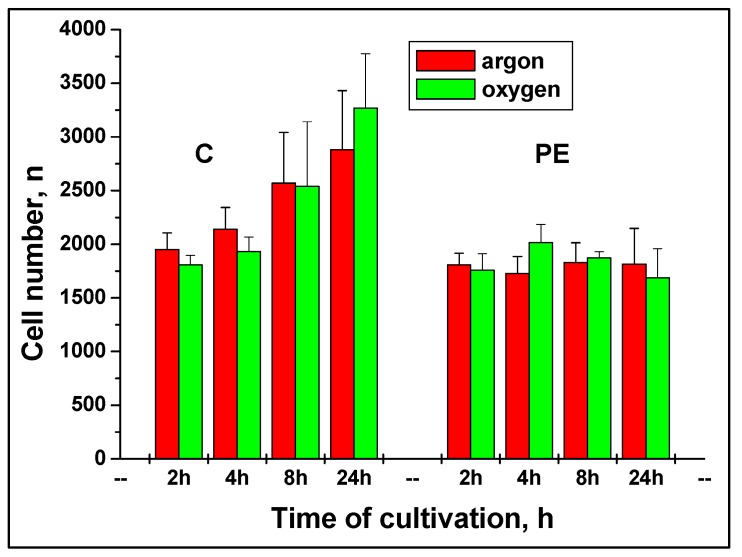 4000
3500
3000
2500
2000
1500
1000
500
0
Cell number, n
argon
oxygen
C
PE
-- 2h 4h 8h 24h -- 2h 4h 8h 24h --
Time of cultivation, h